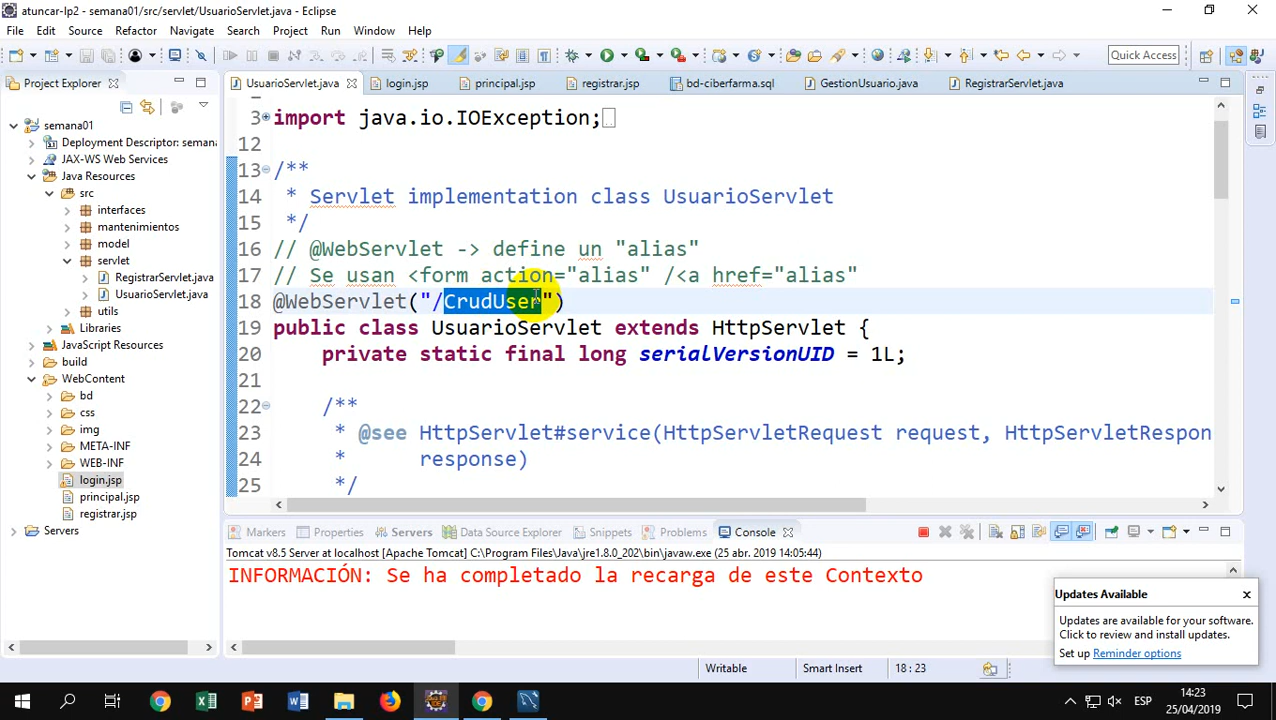 atuncar-lp2 - semana01/src/servlet/UsuarioServlet.java - Eclipse
File Edit Source Refactor Navigate Search Project Run Window Help
Quick Access
Project Explorer
UsuarioServlet.java login.jsp principal.jsp registrar.jsp bd-ciberfarma.sql GestionUsuario.java RegistrarServlet.java
semana01
Deployment Descriptor: seman
JAX-WS Web Services
Java Resources
src
interfaces
mantenimientos
model
servlet
RegistrarServlet.java
UsuarioServlet.java
utils
Libraries
JavaScript Resources
build
WebContent
bd
css
img
META-INF
WEB-INF
login.jsp
principal.jsp
registrar.jsp
Servers
3 import java.io.IOException;
12
13 /**
14 * Servlet implementation class UsuarioServlet
15 */
16 // @WebServlet -> define un "alias"
17 // Se usan <form action="alias" /<a href="alias"
18 @WebServlet("/CrudUser")
19 public class UsuarioServlet extends HttpServlet {
20 private static final long serialVersionUID = 1L;
21
22 /**
23 * @see HttpServlet#service(HttpServletRequest request, HttpServletRespon
24 * response)
25 */
Markers Properties Servers Data Source Explorer Snippets Problems Console
Tomcat v8.5 Server at localhost [Apache Tomcat] C:\Program Files\Java\jre1.8.0_202\bin\javaw.exe (25 abr. 2019 14:05:44)
INFORMACIÓN: Se ha completado la recarga de este Contexto
Updates Available
Updates are available for your software.
Click to review and install updates.
Set up Reminder options
Writable Smart Insert 18 : 23
ESP
14:23
25/04/2019